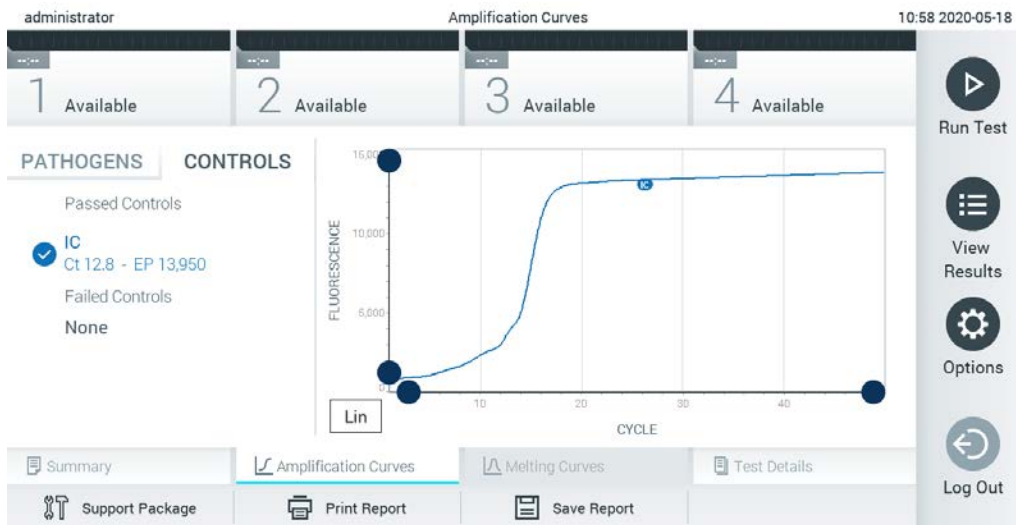 administrator
Amplification Curves
10:58 2020-05-18
--:--
1 Available
--:--
2 Available
--:--
3 Available
--:--
4 Available
Run Test
View
Results
Options
Log Out
PATHOGENS
CONTROLS
Passed Controls
IC
Ct 12.8 - EP 13,950
Failed Controls
None
FLUORESCENCE
10,000
5,000
0
IC
10
20
30
40
CYCLE
Lin
Summary
Amplification Curves
Melting Curves
Test Details
Support Package
Print Report
Save Report